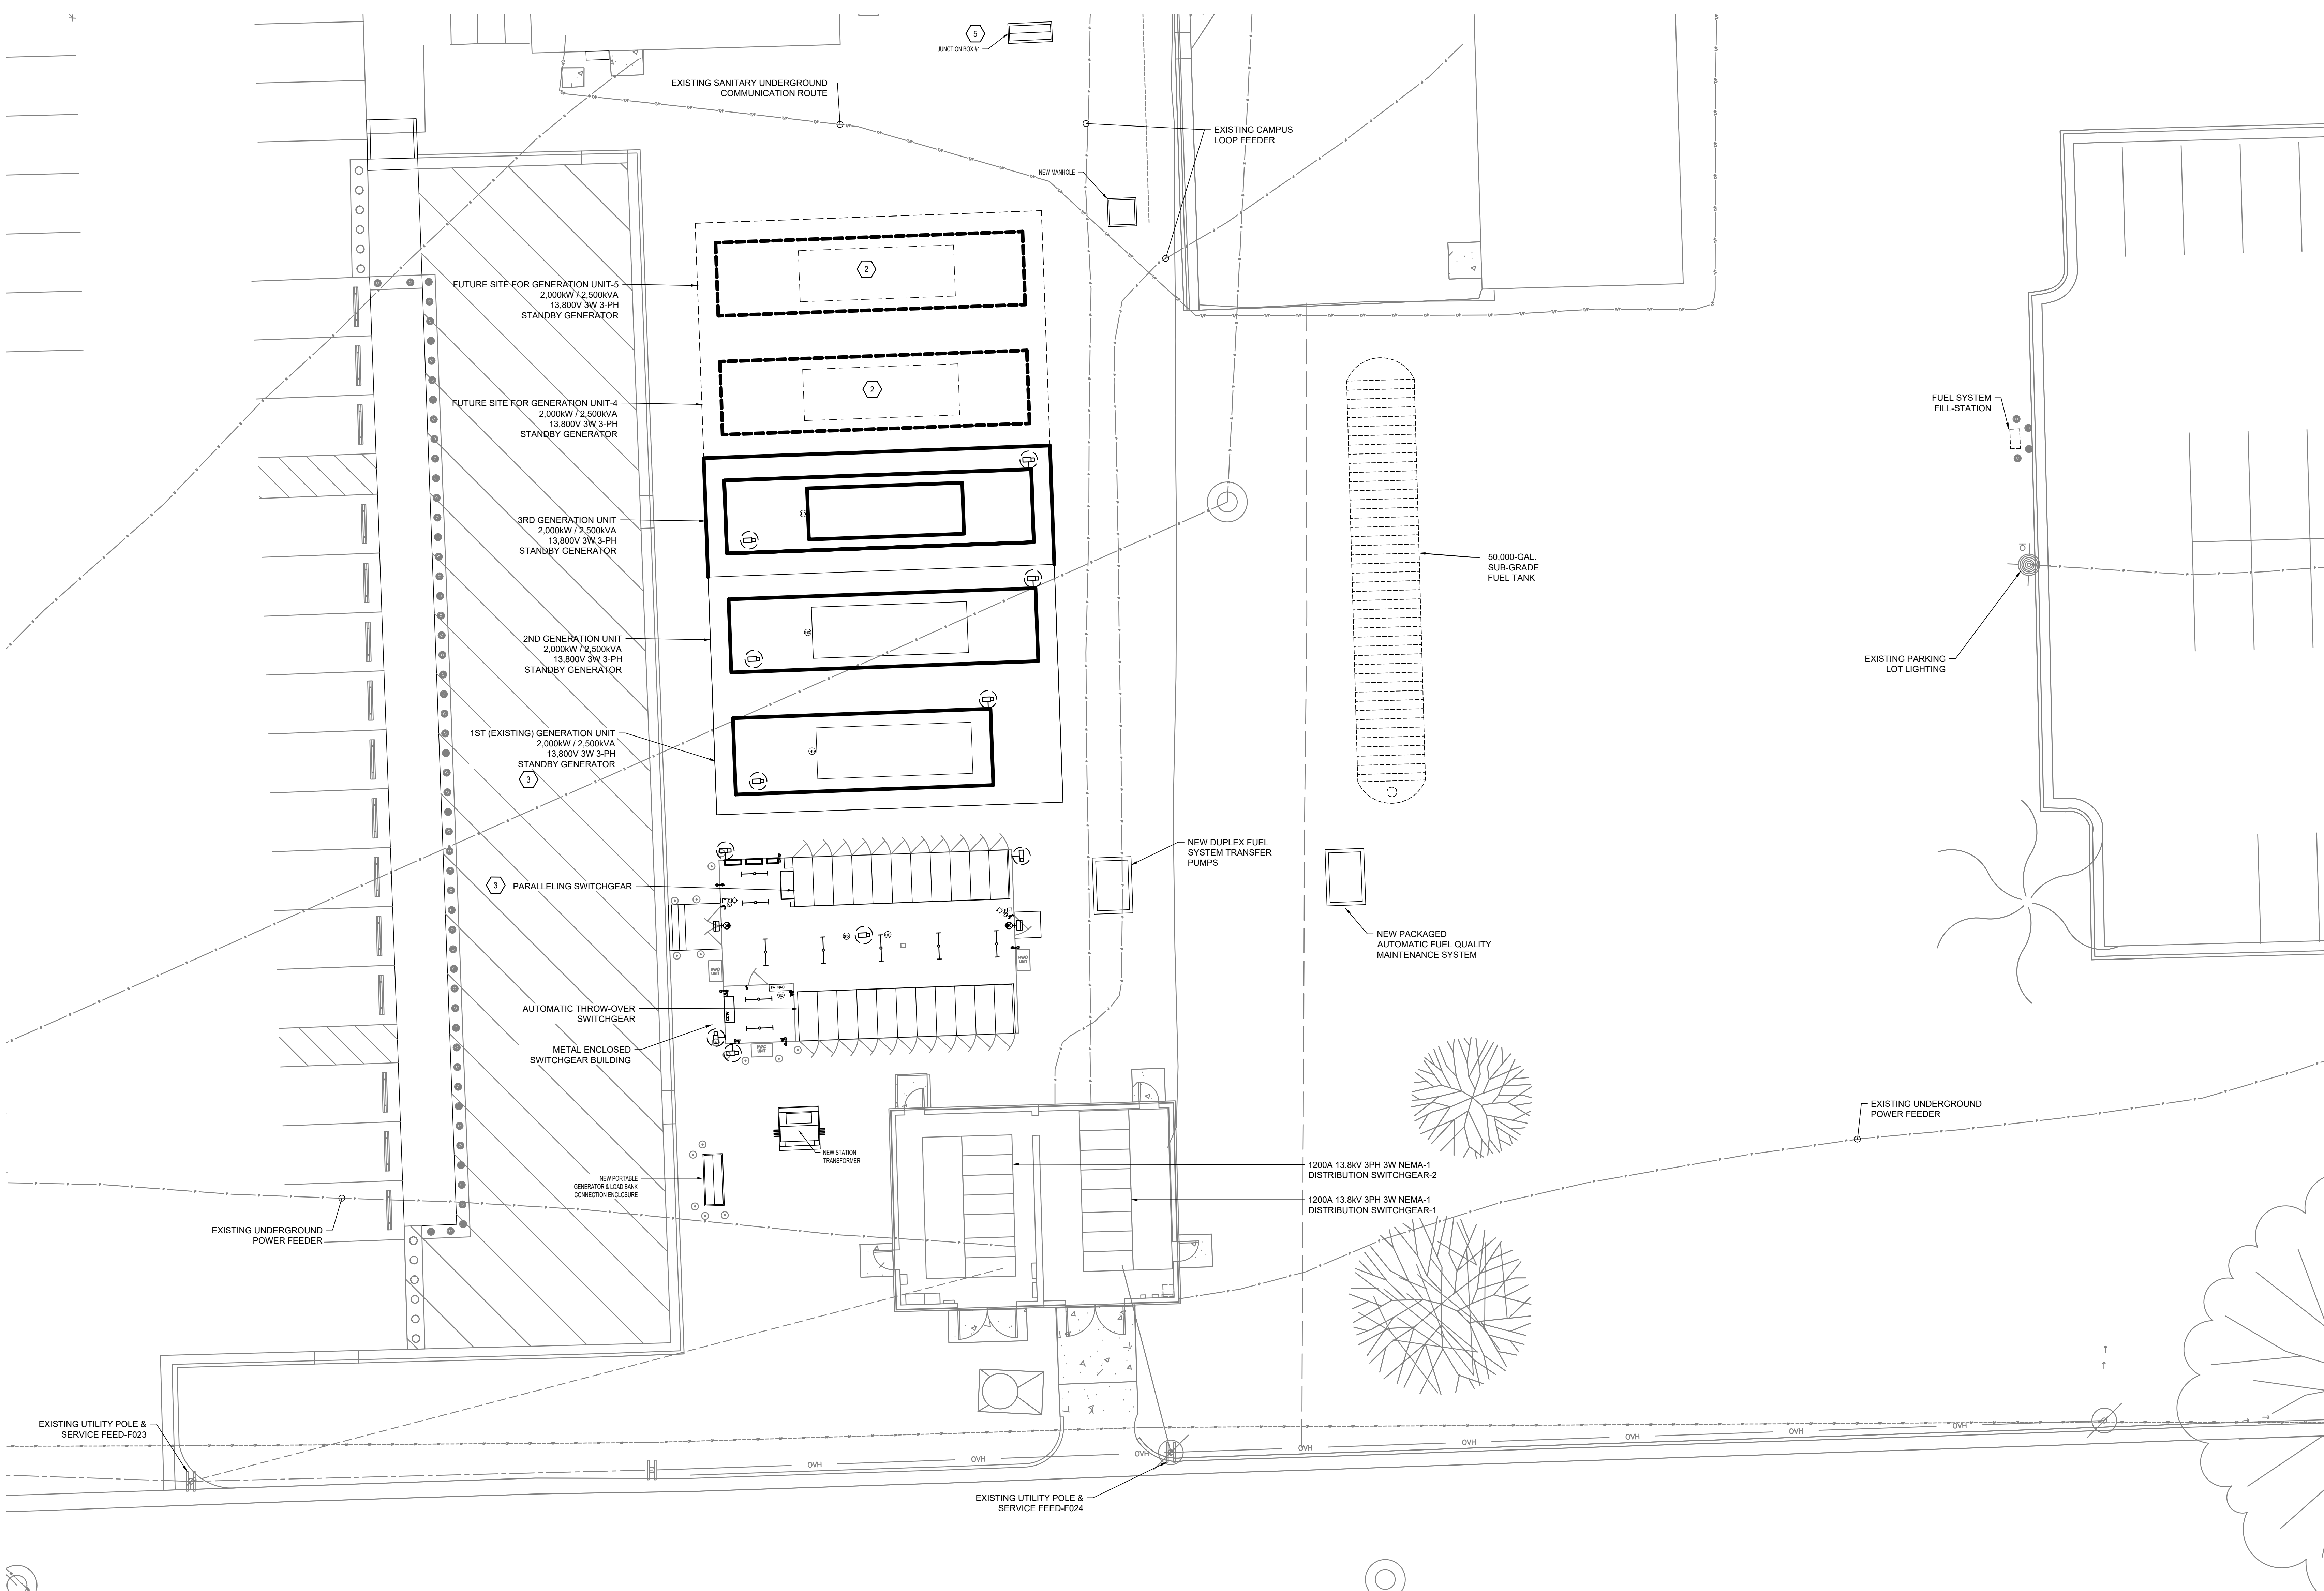 5
JUNCTION BOX #1
EXISTING SANITARY UNDERGROUND
COMMUNICATION ROUTE
EXISTING CAMPUS
LOOP FEEDER
NEW MANHOLE
2
FUTURE SITE FOR GENERATION UNIT-5
2,000kW / 2,500kVA
13,800V 3W 3-PH
STANDBY GENERATOR
2
FUTURE SITE FOR GENERATION UNIT-4
2,000kW / 2,500kVA
13,800V 3W 3-PH
STANDBY GENERATOR
FUEL SYSTEM
FILL-STATION
3RD GENERATION UNIT
2,000kW / 2,500kVA
13,800V 3W 3-PH
STANDBY GENERATOR
50,000-GAL.
SUB-GRADE
FUEL TANK
2ND GENERATION UNIT
2,000kW / 2,500kVA
13,800V 3W 3-PH
STANDBY GENERATOR
EXISTING PARKING
LOT LIGHTING
1ST (EXISTING) GENERATION UNIT
2,000kW / 2,500kVA
13,800V 3W 3-PH
STANDBY GENERATOR
3
NEW DUPLEX FUEL
SYSTEM TRANSFER
PUMPS
3
PARALLELING SWITCHGEAR
NEW PACKAGED
AUTOMATIC FUEL QUALITY
MAINTENANCE SYSTEM
HVAC
UNIT
HVAC
UNIT
AUTOMATIC THROW-OVER
SWITCHGEAR
METAL ENCLOSED
SWITCHGEAR BUILDING
HVAC
UNIT
EXISTING UNDERGROUND
POWER FEEDER
NEW STATION
TRANSFORMER
NEW PORTABLE
GENERATOR & LOAD BANK
CONNECTION ENCLOSURE
1200A 13.8kV 3PH 3W NEMA-1
DISTRIBUTION SWITCHGEAR-2
1200A 13.8kV 3PH 3W NEMA-1
DISTRIBUTION SWITCHGEAR-1
EXISTING UNDERGROUND
POWER FEEDER
EXISTING UTILITY POLE &
SERVICE FEED-F023
OVH
OVH
OVH
OVH
OVH
OVH
OVH
OVH
EXISTING UTILITY POLE &
SERVICE FEED-F024